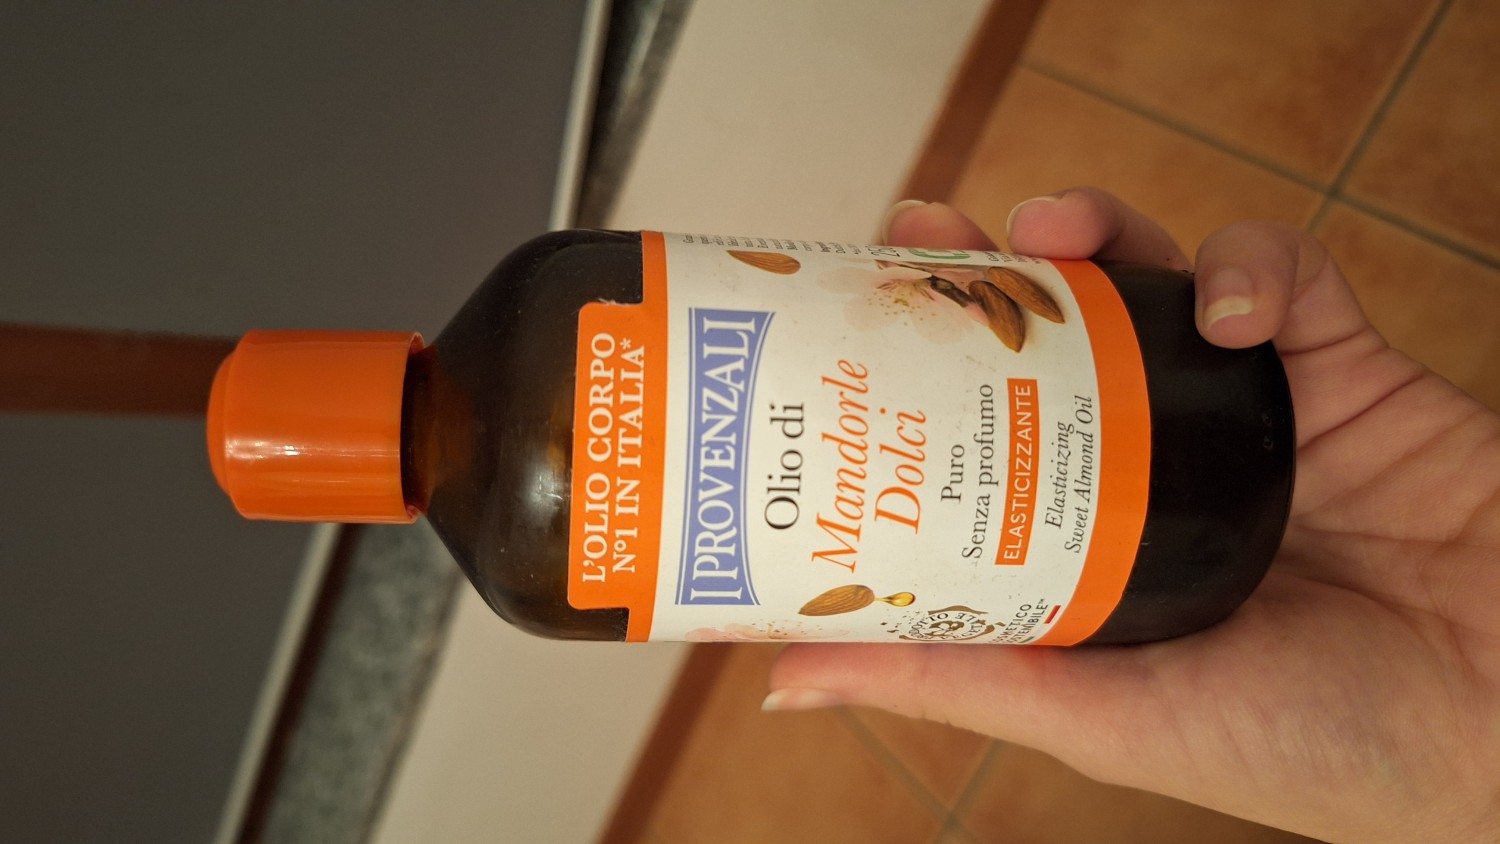 L'OLIO CORPO
N°1 IN ITALIA*
I PROVENZALI
Olio di
Mandorle
Dolci
Puro
Senza profumo
ELASTICIZZANTE
Elasticizing
Sweet Almond Oil